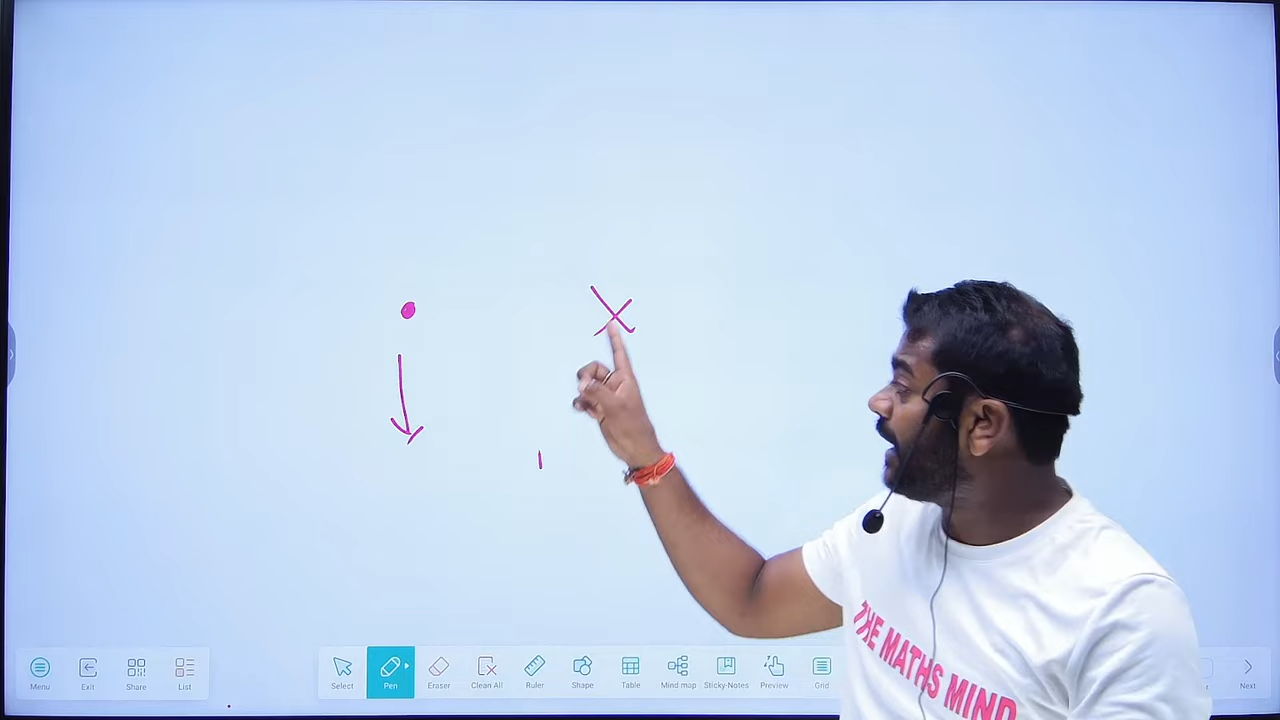 • ×
↓
Menu Exit Share List Select Pen Eraser Clean All Ruler Shape Table Mind map Sticky-Notes Preview Grid Next
THE MATHS MIND